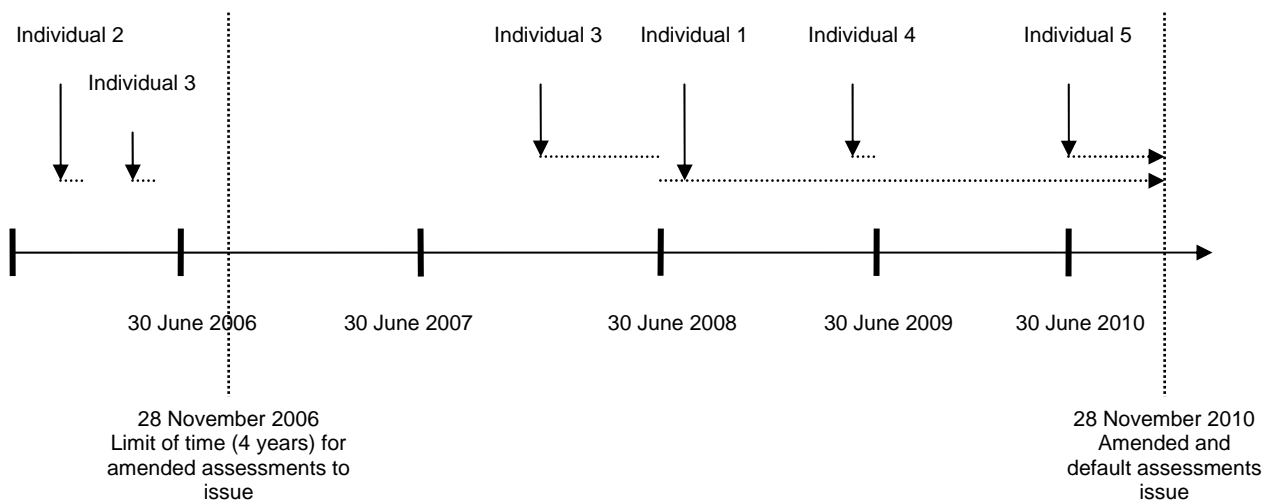 Individual 2
Individual 3
Individual 1
Individual 4
Individual 5
Individual 3
30 June 2006
30 June 2007
30 June 2008
30 June 2009
30 June 2010
28 November 2006
Limit of time (4 years) for
amended assessments to
issue
28 November 2010
Amended and
default assessments
issue